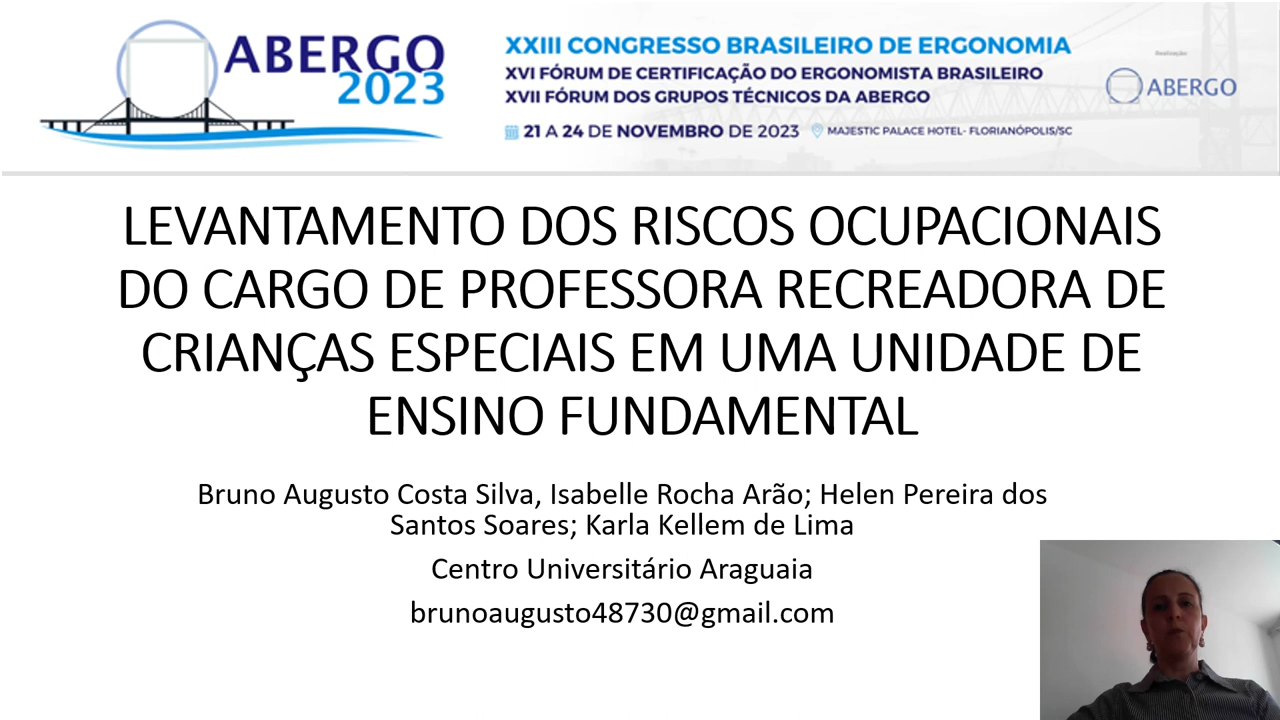 ABERGO
2023
XXIII CONGRESSO BRASILEIRO DE ERGONOMIA
XVI FÓRUM DE CERTIFICAÇÃO DO ERGONOMISTA BRASILEIRO
XVII FÓRUM DOS GRUPOS TÉCNICOS DA ABERGO
21 A 24 DE NOVEMBRO DE 2023 MAJESTIC PALACE HOTEL- FLORIANÓPOLIS/SC
Realização
ABERGO
LEVANTAMENTO DOS RISCOS OCUPACIONAIS
DO CARGO DE PROFESSORA RECREADORA DE
CRIANÇAS ESPECIAIS EM UMA UNIDADE DE
ENSINO FUNDAMENTAL
Bruno Augusto Costa Silva, Isabelle Rocha Arão; Helen Pereira dos
Santos Soares; Karla Kellem de Lima
Centro Universitário Araguaia
brunoaugusto48730@gmail.com